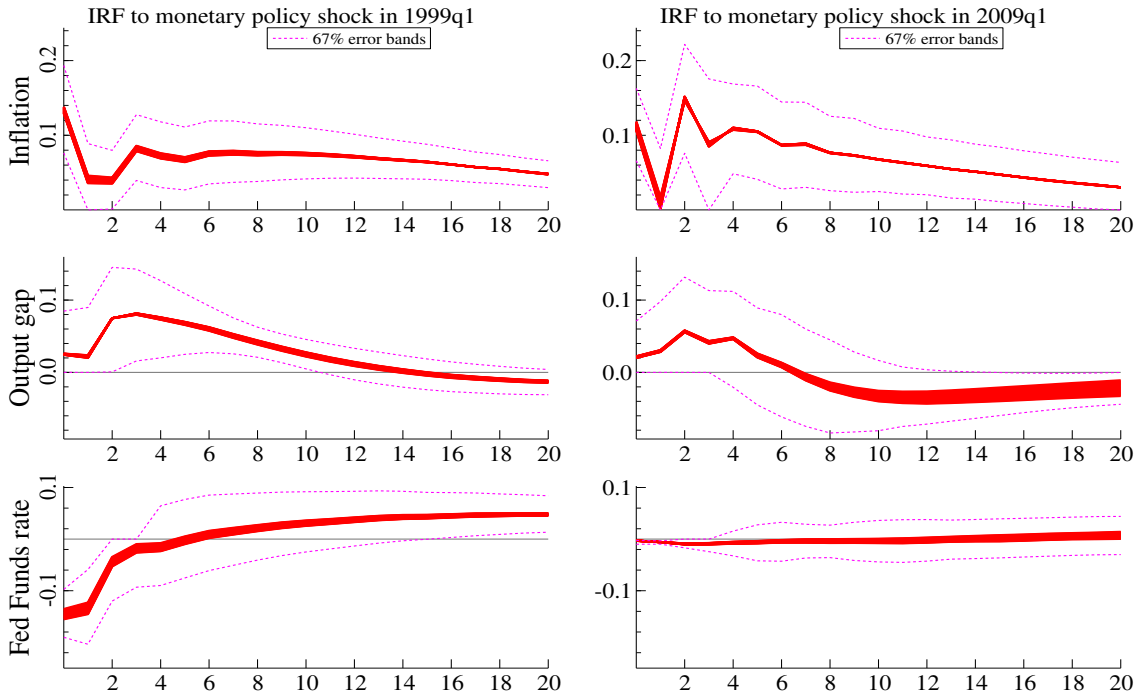 IRF to monetary policy shock in 1999q1
67% error bands
Inflation
0.2
0.1
2 4 6 8 10 12 14 16 18 20
Output gap
0.1
0.0
2 4 6 8 10 12 14 16 18 20
Fed Funds rate
0.1
-0.1
2 4 6 8 10 12 14 16 18 20
IRF to monetary policy shock in 2009q1
67% error bands
0.2
0.1
2 4 6 8 10 12 14 16 18 20
0.1
0.0
2 4 6 8 10 12 14 16 18 20
0.1
-0.1
2 4 6 8 10 12 14 16 18 20